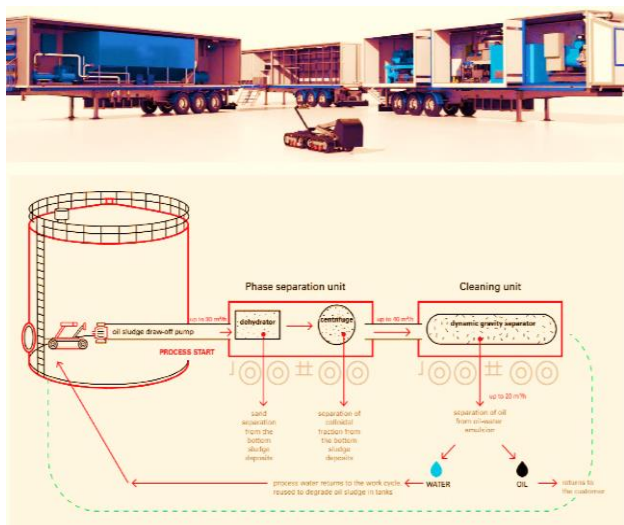 Phase separation unit
Cleaning unit
up to 30 m³/h
dehydrator
centrifuge
up to 40 m³/h
dynamic gravity separator
oil sludge draw-off pump
PROCESS START
up to 20 m³/h
sand
separation
from the
bottom
sludge
deposits
separation of
colloidal
fraction from
the bottom
sludge
deposits
separation of oil
from oil-water
emulsion
process water returns to the work cycle,
reused to degrade oil sludge in tanks
WATER
OIL
returns to
the customer